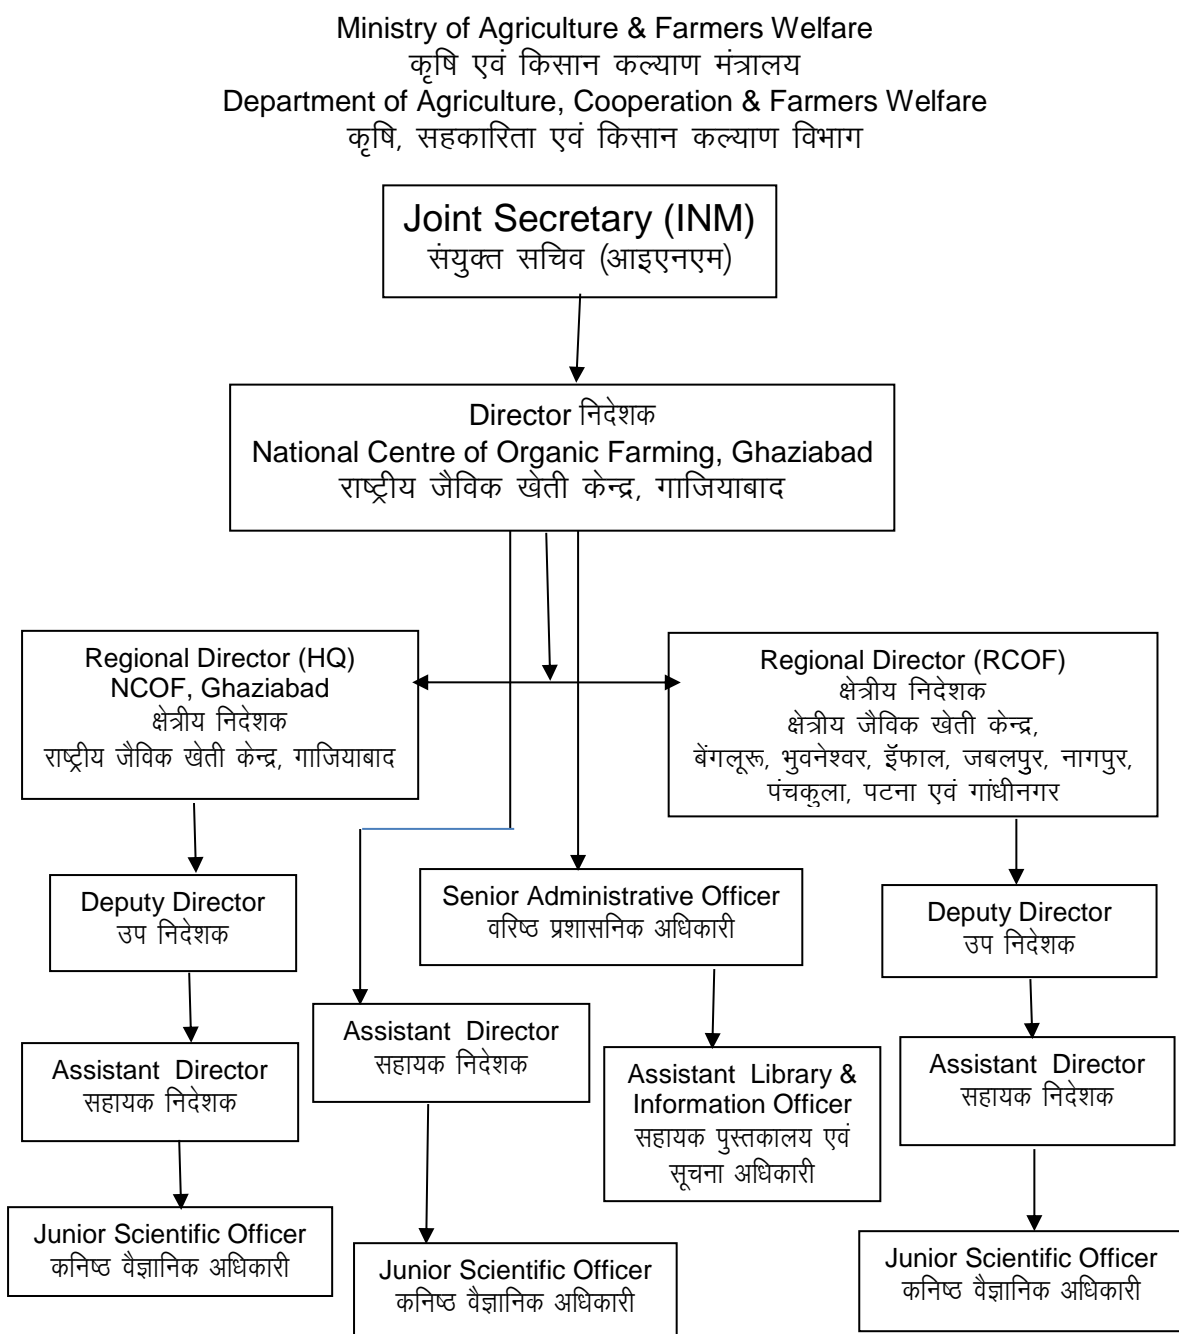 Ministry of Agriculture & Farmers Welfare
कृषि एवं किसान कल्याण मंत्रालय
Department of Agriculture, Cooperation & Farmers Welfare
कृषि, सहकारिता एवं किसान कल्याण विभाग
Joint Secretary (INM)
संयुक्त सचिव (आइएनएम)
Director निदेशक
National Centre of Organic Farming, Ghaziabad
राष्ट्रीय जैविक खेती केन्द्र, गाजियाबाद
Regional Director (HQ)
NCOF, Ghaziabad
क्षेत्रीय निदेशक
राष्ट्रीय जैविक खेती केन्द्र, गाजियाबाद
Regional Director (RCOF)
क्षेत्रीय निदेशक
क्षेत्रीय जैविक खेती केन्द्र,
बेंगलूरू, भुवनेश्वर, इॅफाल, जबलपुर, नागपुर,
पंचकुला, पटना एवं गांधीनगर
Deputy Director
उप निदेशक
Senior Administrative Officer
वरिष्ठ प्रशासनिक अधिकारी
Deputy Director
उप निदेशक
Assistant Director
सहायक निदेशक
Assistant Director
सहायक निदेशक
Assistant Library &
Information Officer
सहायक पुस्तकालय एवं
सूचना अधिकारी
Assistant Director
सहायक निदेशक
Junior Scientific Officer
कनिष्ठ वैज्ञानिक अधिकारी
Junior Scientific Officer
कनिष्ठ वैज्ञानिक अधिकारी
Junior Scientific Officer
कनिष्ठ वैज्ञानिक अधिकारी